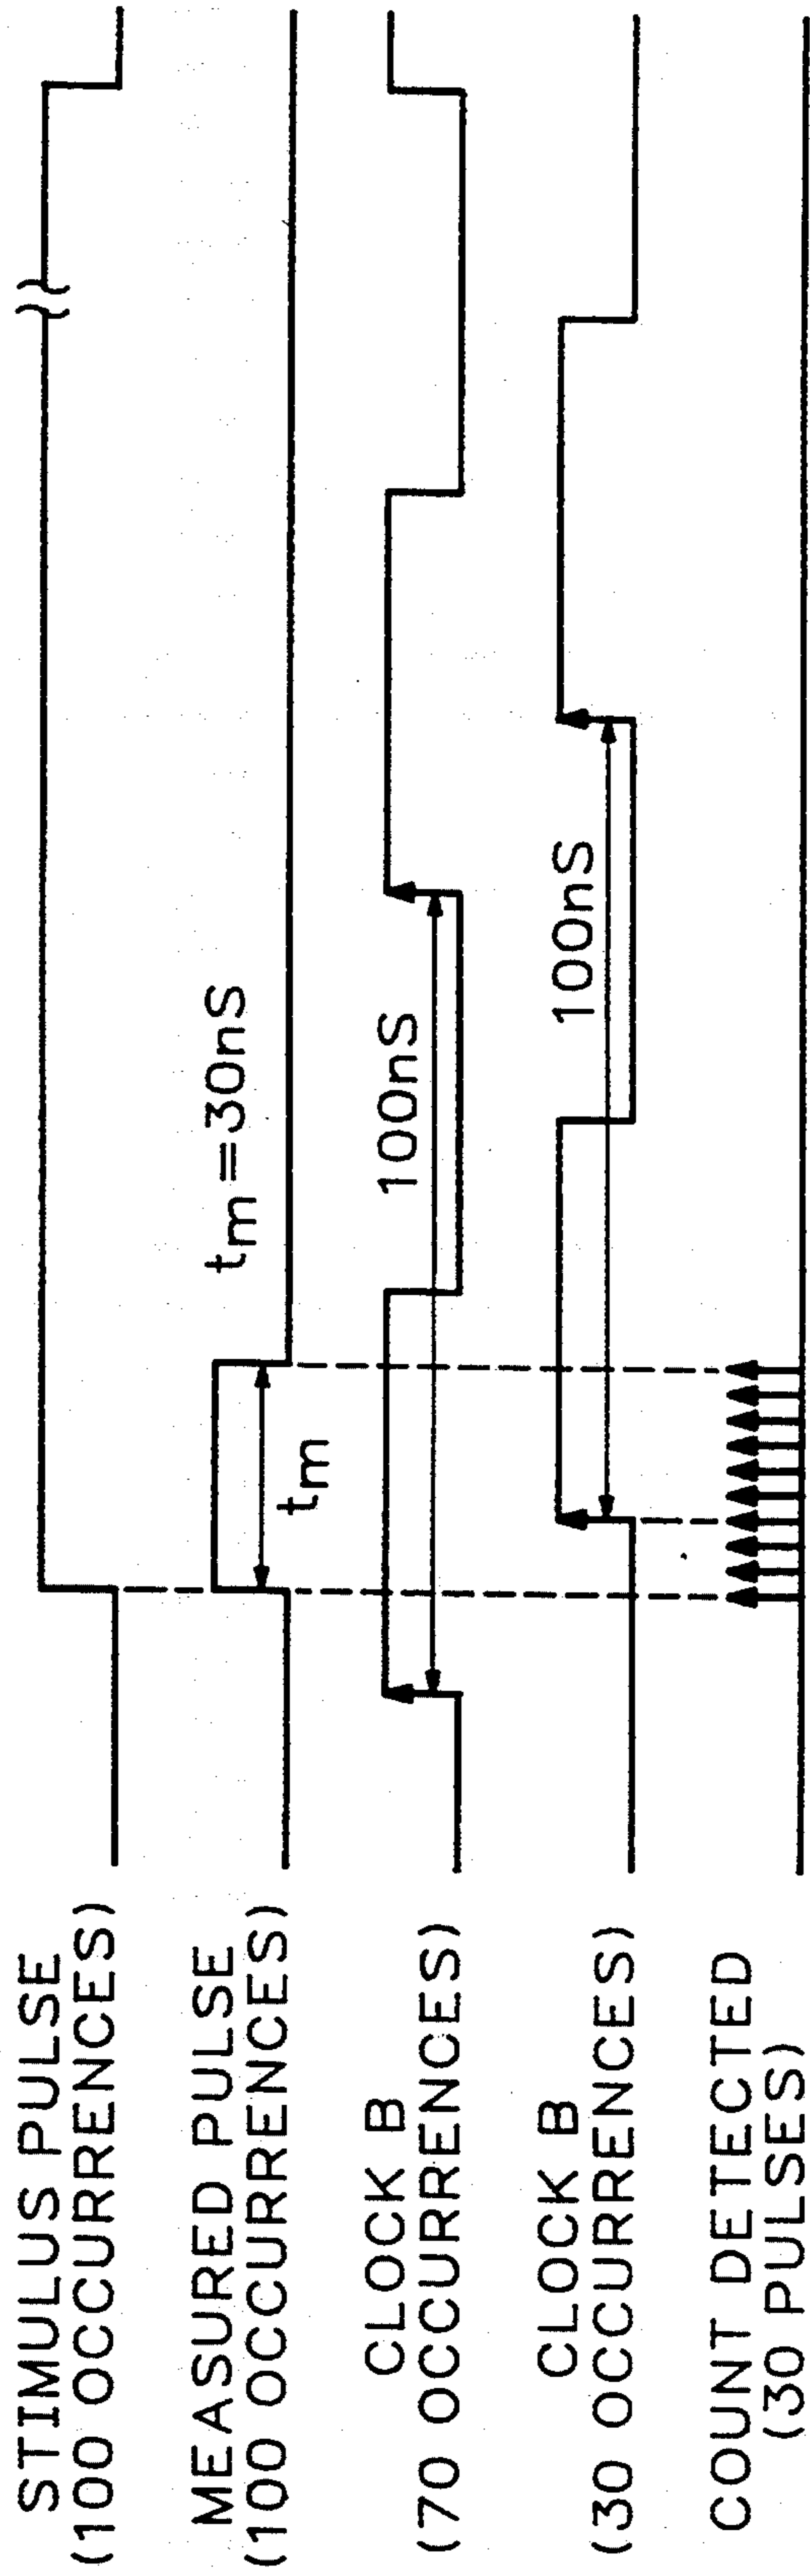 STIMULUS PULSE
(100 OCCURRENCES)
MEASURED PULSE
(100 OCCURRENCES)
tm
tm=30nS
CLOCK B
(70 OCCURRENCES)
100nS
CLOCK B
(30 OCCURRENCES)
100nS
COUNT DETECTED
(30 PULSES)